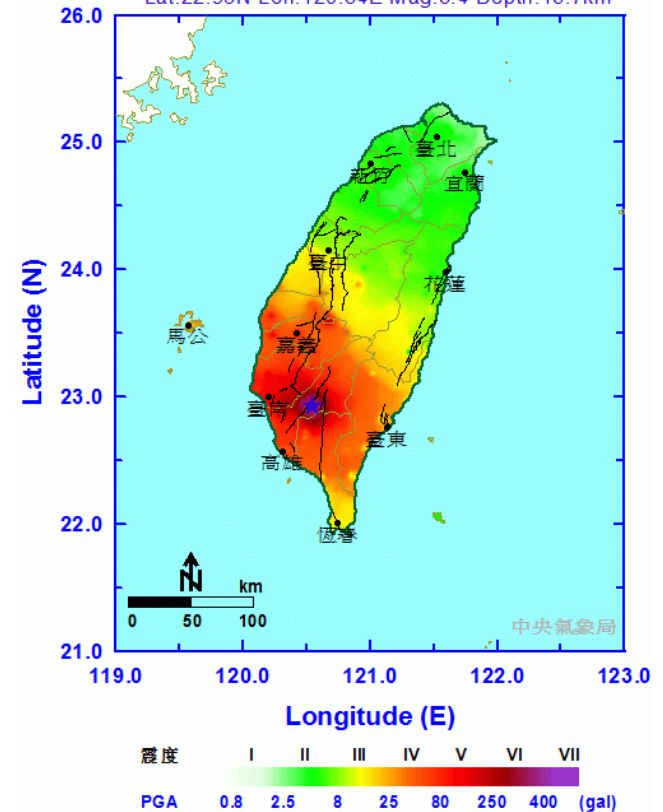 26.0
25.0
24.0
23.0
22.0
21.0
Latitude (N)
臺北
新竹
宜蘭
臺中
花蓮
馬公
嘉義
臺南
臺東
高雄
恆春
N
km
0 50 100
中央氣象局
119.0 120.0 121.0 122.0 123.0
Longitude (E)
震度 I II III IV V VI VII
PGA 0.8 2.5 8 25 80 250 400 (gal)